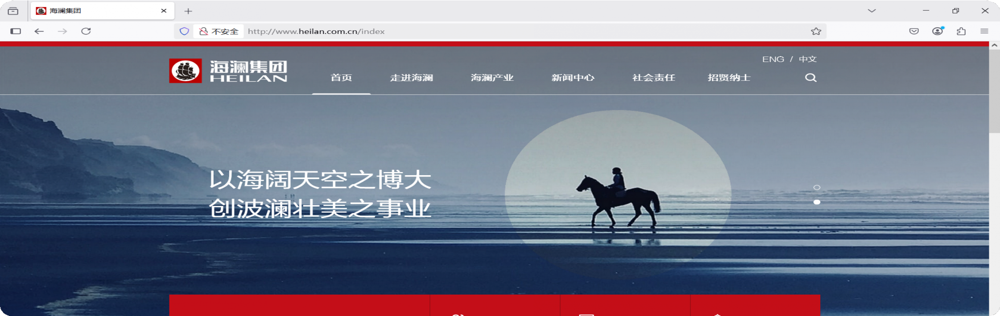 海澜集团
不安全 http://www.heilan.com.cn/index
ENG / 中文
海澜集团
HEILAN
首页 走进海澜 海澜产业 新闻中心 社会责任 招贤纳士
以海阔天空之博大
创波澜壮美之事业